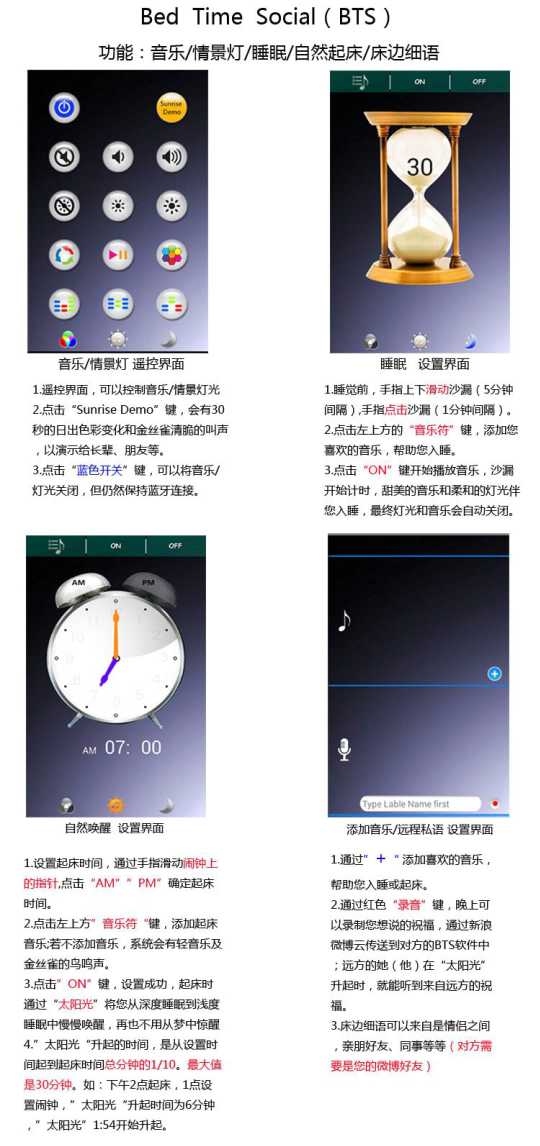 Bed Time Social（BTS）
功能：音乐/情景灯/睡眠/自然起床/床边细语
Sunrise
Demo
音乐/情景灯 遥控界面
1.遥控界面，可以控制音乐/情景灯光
2.点击“Sunrise Demo”键，会有30
秒的日出色彩变化和金丝雀清脆的叫声
，以演示给长辈、朋友等。
3.点击“蓝色开关”键，可以将音乐/
灯光关闭，但仍然保持蓝牙连接。
ON
OFF
30
睡眠 设置界面
1.睡觉前，手指上下滑动沙漏（5分钟
间隔）,手指点击沙漏（1分钟间隔）。
2.点击左上方的“音乐符”键，添加您
喜欢的音乐，帮助您入睡。
3.点击“ON”键开始播放音乐，沙漏
开始计时，甜美的音乐和柔和的灯光伴
您入睡，最终灯光和音乐会自动关闭。
ON
OFF
AM
PM
12
1
2
3
4
5
6
7
8
9
10
11
AM 07: 00
自然唤醒 设置界面
1.设置起床时间，通过手指滑动闹钟上
的指针,点击“AM”“PM”确定起床
时间。
2.点击左上方”音乐符“键，添加起床
音乐;若不添加音乐，系统会有轻音乐及
金丝雀的鸟鸣声。
3.点击”ON”键，设置成功，起床时
通过“太阳光”将您从深度睡眠到浅度
睡眠中慢慢唤醒，再也不用从梦中惊醒
4.”太阳光“升起的时间，是从设置时
间起到起床时间总分钟的1/10。最大值
是30分钟。如：下午2点起床，1点设
置闹钟，”太阳光“升起时间为6分钟
，”太阳光”1:54开始升起。
Type Lable Name first
添加音乐/远程私语 设置界面
1.通过”+“添加喜欢的音乐，
帮助您入睡或起床。
2.通过红色“录音”键，晚上可
以录制您想说的祝福，通过新浪
微博云传送到对方的BTS软件中
；远方的她（他）在“太阳光”
升起时，就能听到来自远方的祝
福。
3.床边细语可以来自是情侣之间
，亲朋好友、同事等等（对方需
要是您的微博好友）